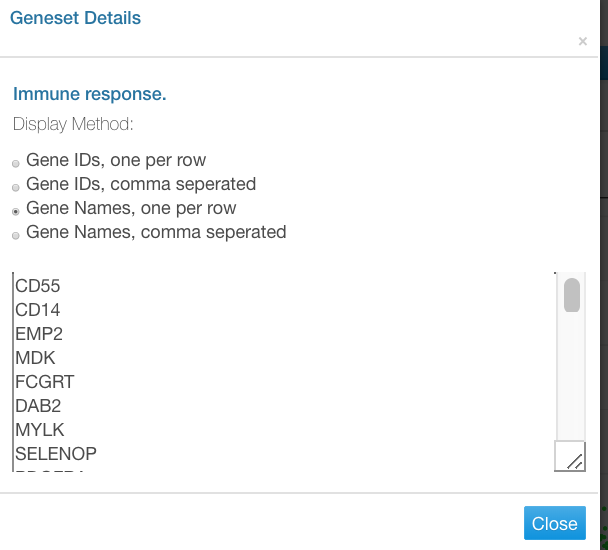 Geneset Details
×
Immune response.
Display Method:
Gene IDs, one per row
Gene IDs, comma seperated
Gene Names, one per row
Gene Names, comma seperated
CD55
CD14
EMP2
MDK
FCGRT
DAB2
MYLK
SELENOP
Close